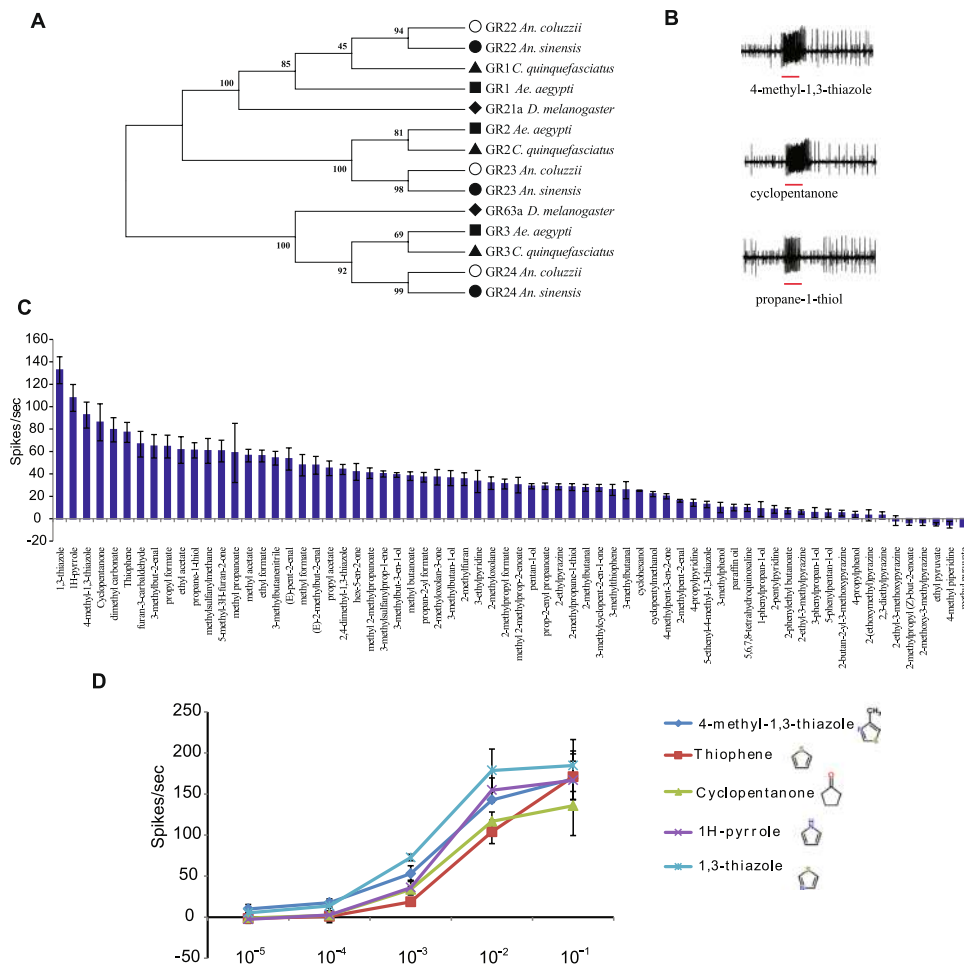 A
94
45
85
100
81
100
98
69
100
92
99
GR22 An. coluzzii
GR22 An. sinensis
GR1 C. quinquefasciatus
GR1 Ae. aegypti
GR21a D. melanogaster
GR2 Ae. aegypti
GR2 C. quinquefasciatus
GR23 An. coluzzii
GR23 An. sinensis
GR63a D. melanogaster
GR3 Ae. aegypti
GR3 C. quinquefasciatus
GR24 An. coluzzii
GR24 An. sinensis
B
4-methyl-1,3-thiazole
cyclopentanone
propane-1-thiol
C
Spikes/sec
160
140
120
100
80
60
40
20
0
-20
1,3-thiazole
1H-pyrrole
4-methyl-1,3-thiazole
Cyclopentanone
dimethyl carbonate
Thiophene
furan-3-carbaldehyde
3-methylbut-2-enal
propyl formate
ethyl acetate
propane-1-thiol
methylsulfinylmethane
5-methyl-3H-furan-2-one
methyl propanoate
methyl acetate
ethyl formate
3-methylbutanenitrile
(E)-pent-2-enal
methyl formate
(E)-2-methylbut-2-enal
propyl acetate
2,4-dimethyl-1,3-thiazole
hex-5-en-2-one
methyl 2-methylpropanoate
3-methylsulfanylprop-1-ene
3-methylbut-3-en-1-ol
methyl butanoate
propan-2-yl formate
2-methyloxolan-3-one
3-methylbutan-1-ol
2-methylfuran
3-ethylpyridine
2-methyloxolane
2-methylpropyl formate
methyl 2-methylprop-2-enoate
pentan-1-ol
prop-2-enyl propanoate
2-ethylpyrazine
2-methylpropane-1-thiol
2-methylbutanal
3-methylcyclopent-2-en-1-one
3-methylthiophene
3-methylbutanal
cyclohexanol
cyclopentylmethanol
4-methylpent-3-en-2-one
2-methylpent-2-enal
4-propylpyridine
5-ethenyl-4-methyl-1,3-thiazole
3-methylphenol
paraffin oil
5,6,7,8-tetrahydroquinoxaline
1-phenylpropan-1-ol
2-pentylpyridine
2-phenylethyl butanoate
2-ethyl-3-methylpyrazine
3-phenylpropan-1-ol
5-phenylpentan-1-ol
2-butan-2-yl-3-methoxypyrazine
4-propylphenol
2-(ethoxymethyl)pyrazine
2,3-diethylpyrazine
2-ethyl-3-methoxypyrazine
2-methylpropyl (Z)-but-2-enoate
2-methoxy-3-methylpyrazine
ethyl pyruvate
4-methyl piperidine
D
Spikes/sec
250
200
150
100
50
0
-50
10-5
10-4
10-3
10-2
10-1
4-methyl-1,3-thiazole
CH3
N
S
Thiophene
S
Cyclopentanone
O
1H-pyrrole
H
N
1,3-thiazole
S
N